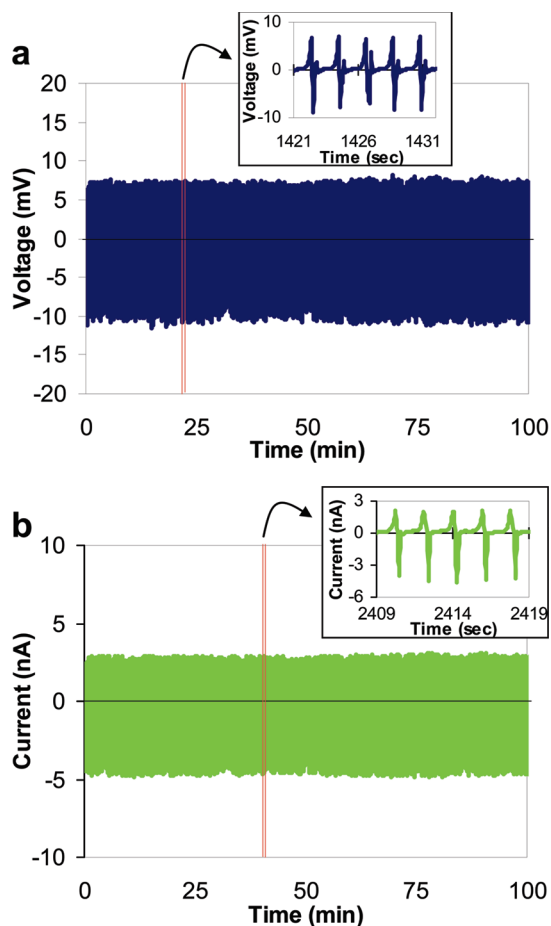 a
Voltage (mV)
10
0
-10
1421 1426 1431
Time (sec)
Voltage (mV)
20
15
10
5
0
-5
-10
-15
-20
0 25 50 75 100
Time (min)
b
Current (nA)
3
0
-3
-6
2409 2414 2419
Time (sec)
Current (nA)
10
5
0
-5
-10
0 25 50 75 100
Time (min)